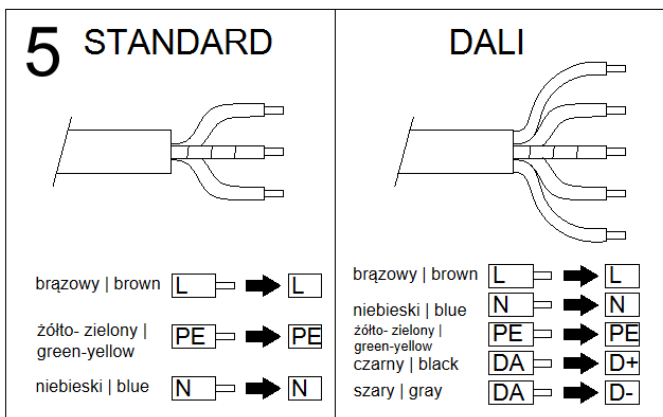 5 STANDARD
brązowy | brown L L
żółto- zielony |
green-yellow PE PE
niebieski | blue N N
DALI
brązowy | brown L L
niebieski | blue N N
żółto- zielony |
green-yellow PE PE
czarny | black DA D+
szary | gray DA D-